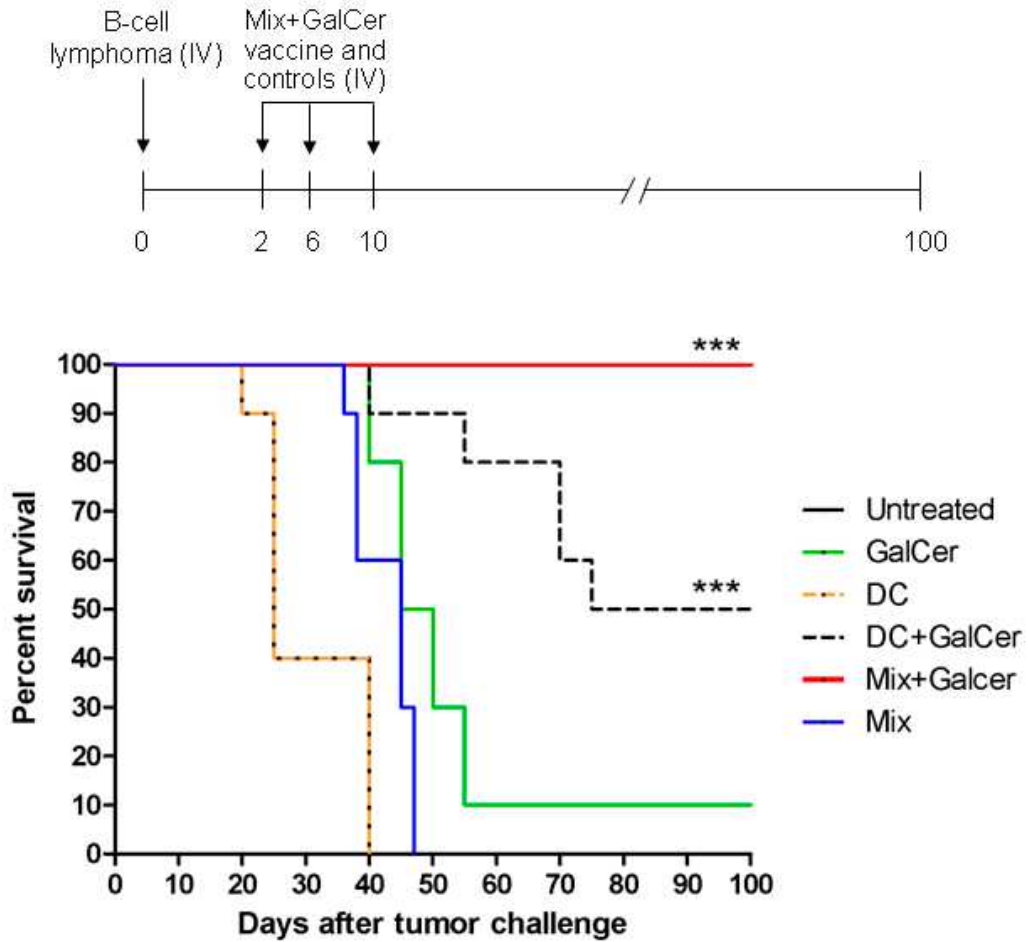 B-cell
lymphoma (IV)
Mix+GalCer
vaccine and
controls (IV)
0
2
6
10
100
***
***
100
90
80
70
60
50
40
30
20
10
0
Percent survival
0 10 20 30 40 50 60 70 80 90 100
Days after tumor challenge
Untreated
GalCer
DC
DC+GalCer
Mix+Galcer
Mix